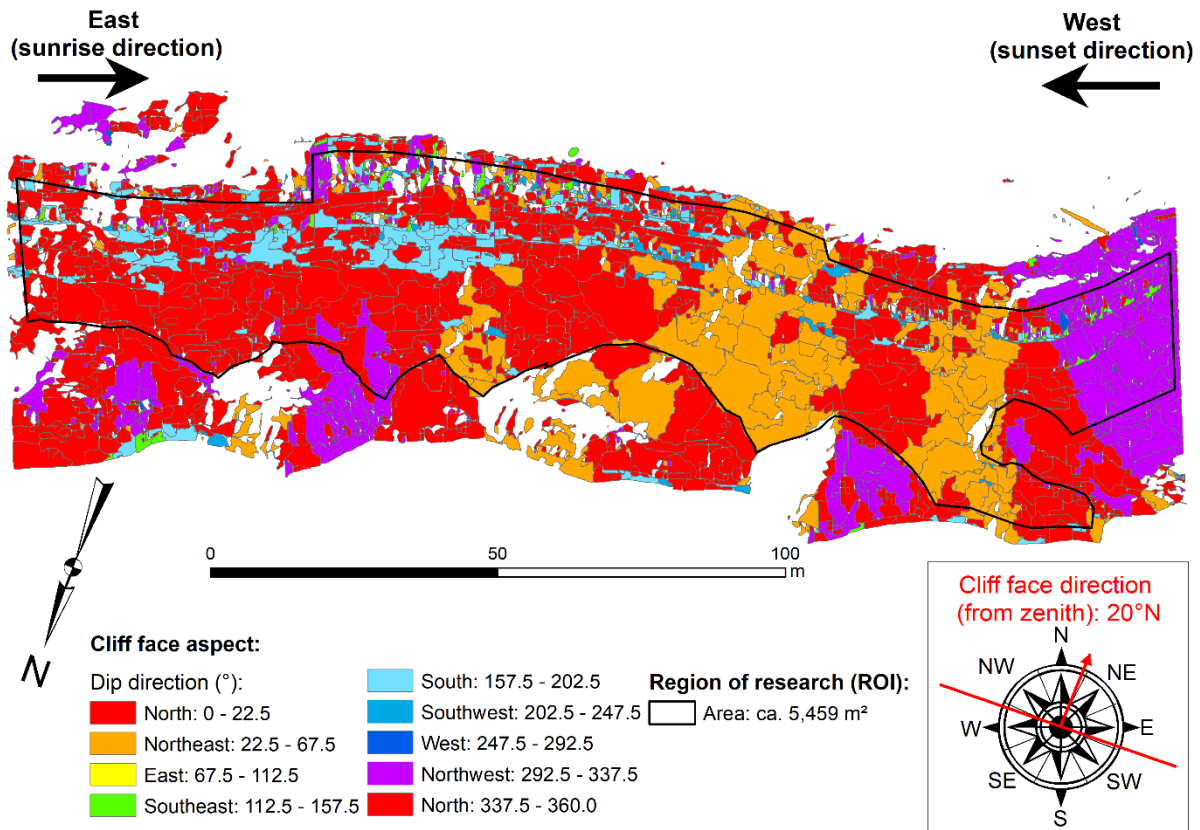 East
(sunrise direction)
West
(sunset direction)
0
50
100
m
N
Cliff face aspect:
Dip direction (°):
North: 0 - 22.5
Northeast: 22.5 - 67.5
East: 67.5 - 112.5
Southeast: 112.5 - 157.5
South: 157.5 - 202.5
Southwest: 202.5 - 247.5
West: 247.5 - 292.5
Northwest: 292.5 - 337.5
North: 337.5 - 360.0
Region of research (ROI):
Area: ca. 5,459 m²
Cliff face direction
(from zenith): 20°N
N
NW
NE
W
E
SE
SW
S